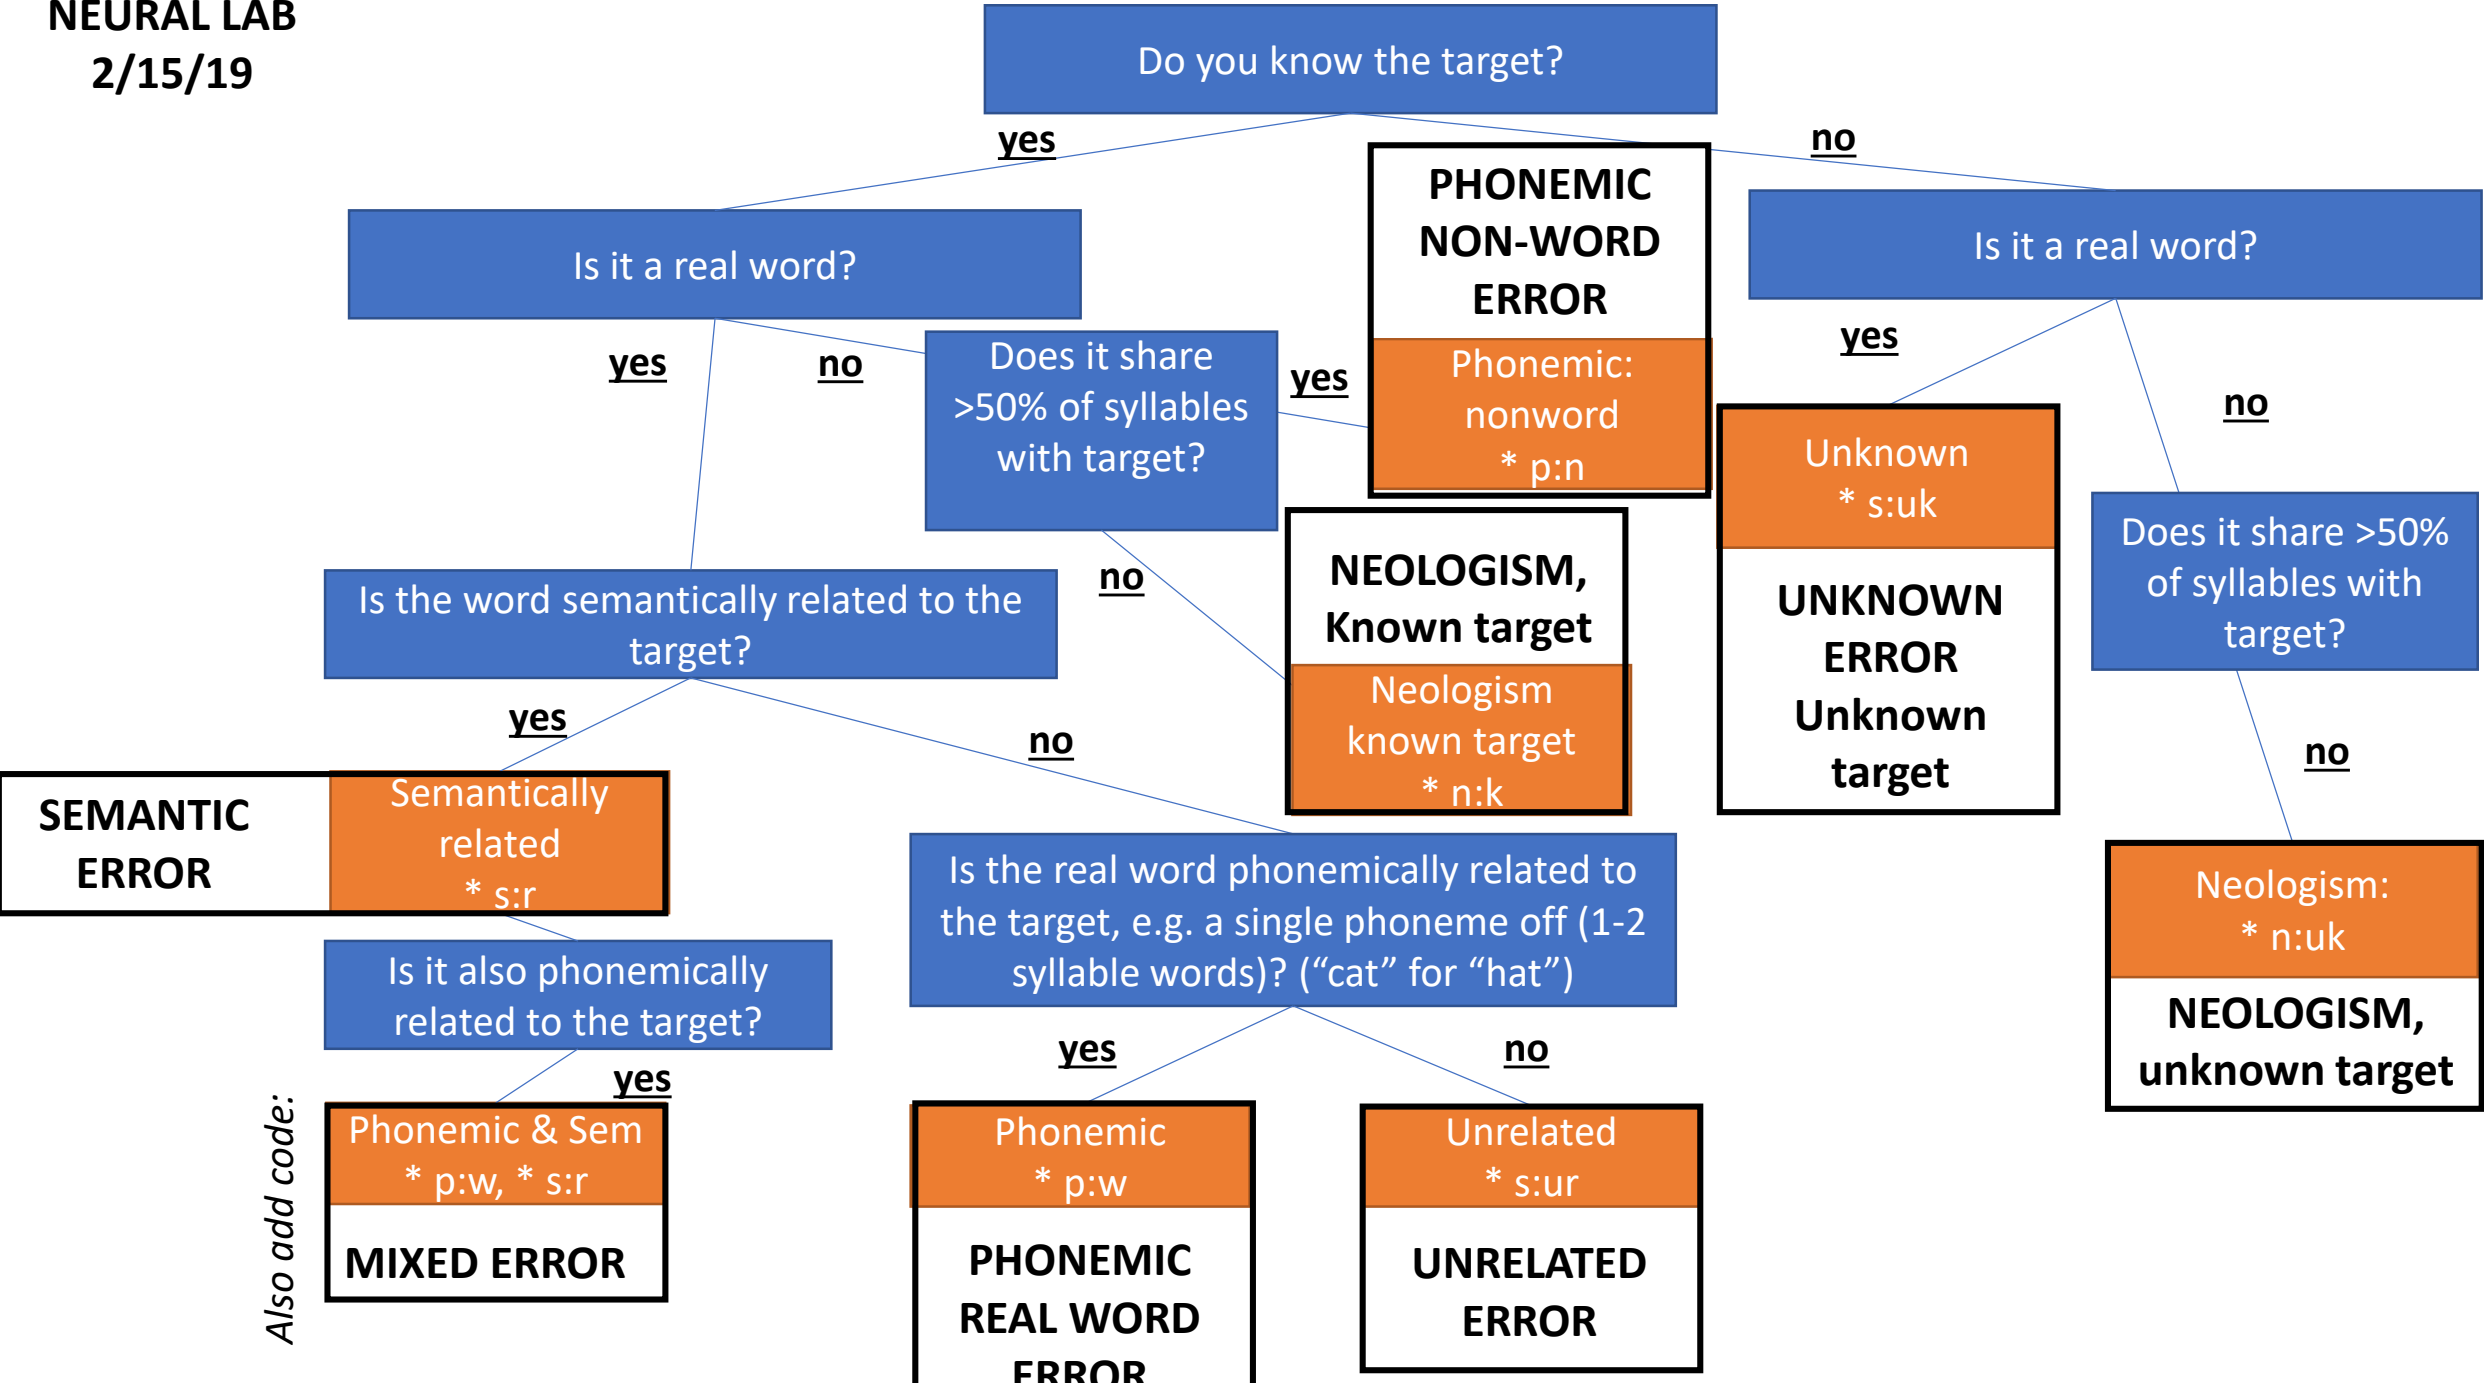 NEURAL LAB
2/15/19
Do you know the target?
yes
no
Is it a real word?
yes
no
Does it share
>50% of syllables
with target?
yes
PHONEMIC
NON-WORD
ERROR
Phonemic:
nonword
* p:n
no
NEOLOGISM,
Known target
Neologism
known target
* n:k
Is it a real word?
yes
no
Unknown
* s:uk
UNKNOWN
ERROR
Unknown
target
Does it share >50%
of syllables with
target?
no
Neologism:
* n:uk
NEOLOGISM,
unknown target
Is the word semantically related to the
target?
yes
no
SEMANTIC
ERROR
Semantically
related
* s:r
Is it also phonemically
related to the target?
yes
Also add code:
Phonemic & Sem
* p:w, * s:r
MIXED ERROR
Is the real word phonemically related to
the target, e.g. a single phoneme off (1-2
syllable words)? (“cat” for “hat”)
yes
no
Phonemic
* p:w
PHONEMIC
REAL WORD
ERROR
Unrelated
* s:ur
UNRELATED
ERROR